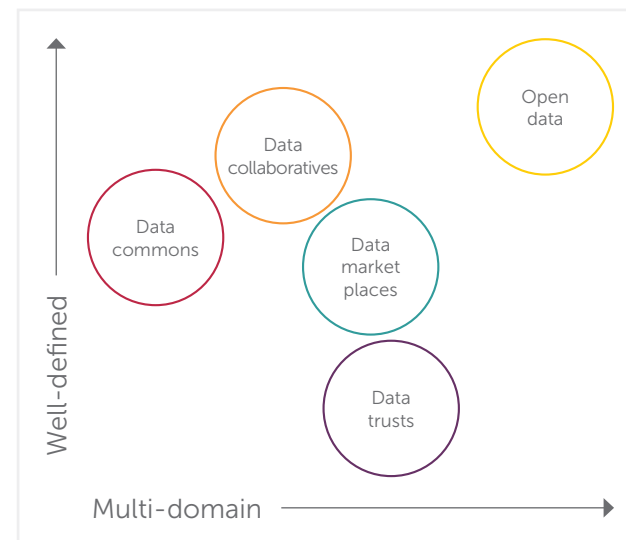 Open
data
Data
collaboratives
Data
commons
Data
market
places
Data
trusts
Well-defined
Multi-domain